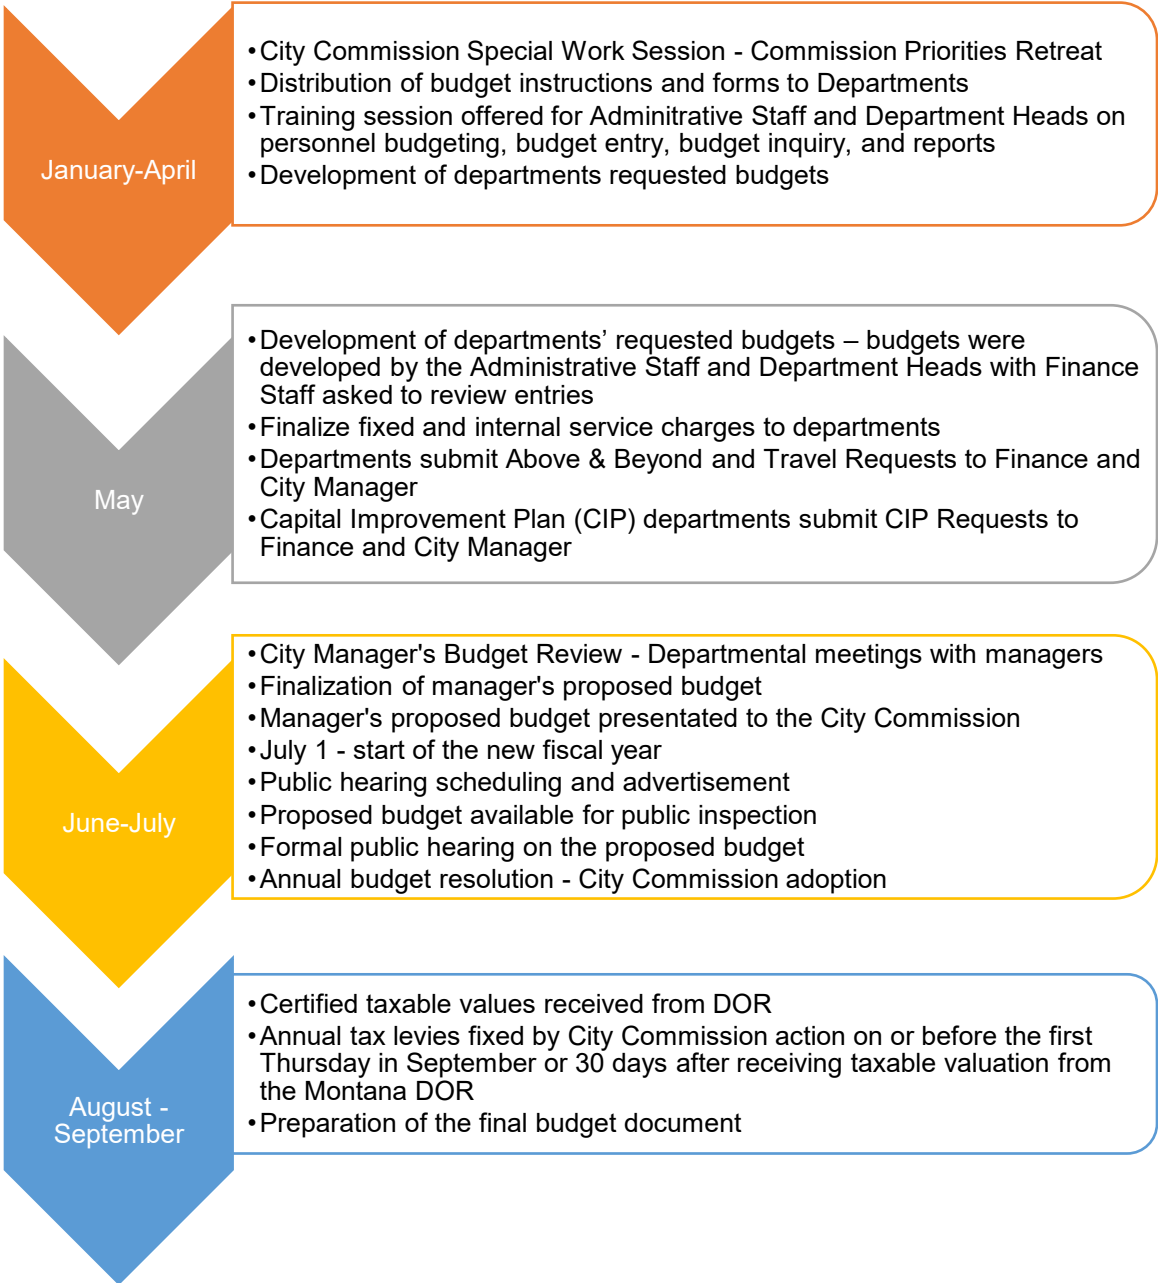 January-April
•City Commission Special Work Session - Commission Priorities Retreat
•Distribution of budget instructions and forms to Departments
•Training session offered for Adminitrative Staff and Department Heads on
personnel budgeting, budget entry, budget inquiry, and reports
•Development of departments requested budgets
May
•Development of departments’ requested budgets – budgets were
developed by the Administrative Staff and Department Heads with Finance
Staff asked to review entries
•Finalize fixed and internal service charges to departments
•Departments submit Above & Beyond and Travel Requests to Finance and
City Manager
•Capital Improvement Plan (CIP) departments submit CIP Requests to
Finance and City Manager
June-July
•City Manager's Budget Review - Departmental meetings with managers
•Finalization of manager's proposed budget
•Manager's proposed budget presentated to the City Commission
•July 1 - start of the new fiscal year
•Public hearing scheduling and advertisement
•Proposed budget available for public inspection
•Formal public hearing on the proposed budget
•Annual budget resolution - City Commission adoption
August -
September
•Certified taxable values received from DOR
•Annual tax levies fixed by City Commission action on or before the first
Thursday in September or 30 days after receiving taxable valuation from
the Montana DOR
•Preparation of the final budget document